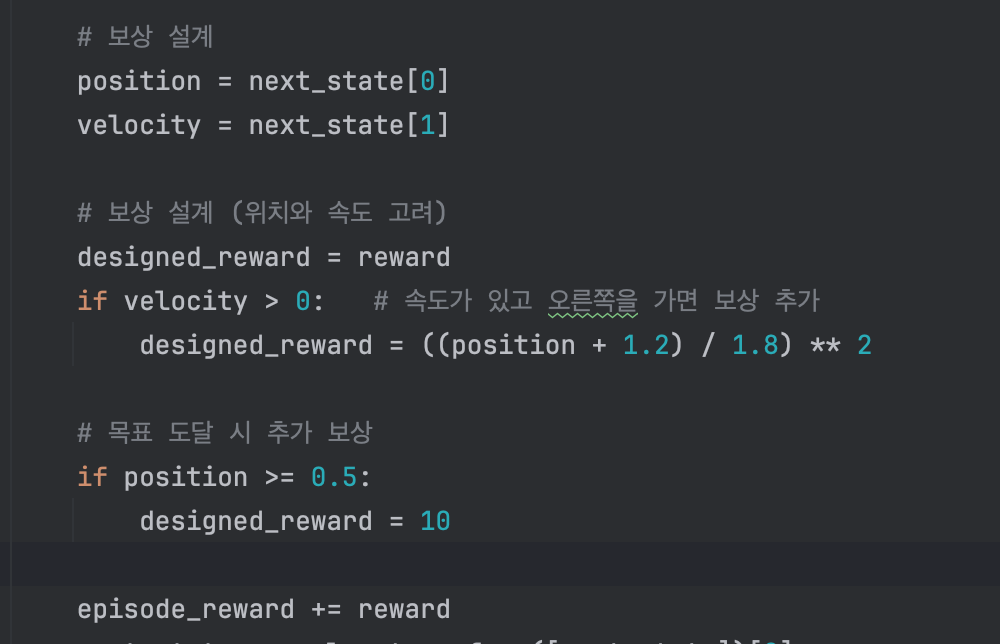 # 보상 설계
position = next_state[0]
velocity = next_state[1]
# 보상 설계 (위치와 속도 고려)
designed_reward = reward
if velocity > 0:   # 속도가 있고 오른쪽을 가면 보상 추가
designed_reward = ((position + 1.2) / 1.8) ** 2
# 목표 도달 시 추가 보상
if position >= 0.5:
designed_reward = 10
episode_reward += reward